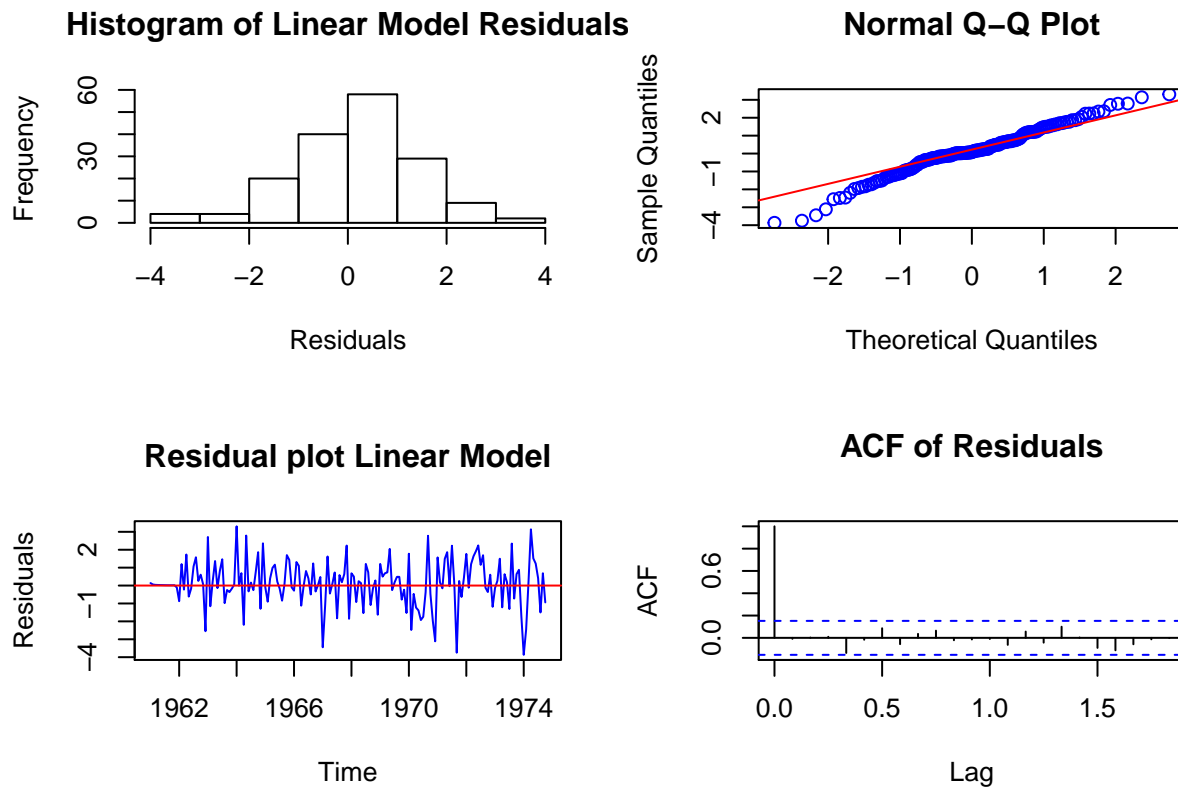 Histogram of Linear Model Residuals
Frequency
60
30
0
−4 −2 0 2 4
Residuals
Normal Q−Q Plot
Sample Quantiles
2
−1
−4
−2 −1 0 1 2
Theoretical Quantiles
Residual plot Linear Model
Residuals
2
−1
−4
1962 1966 1970 1974
Time
ACF of Residuals
ACF
0.6
0.0
0.0 0.5 1.0 1.5
Lag